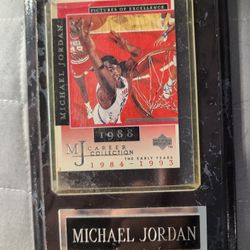 PICTURES OF EXCELLENCE
MICHAEL JORDAN
1988
MJ CAREER
COLLECTION
THE EARLY YEARS
1984-1993
MICHAEL JORDAN